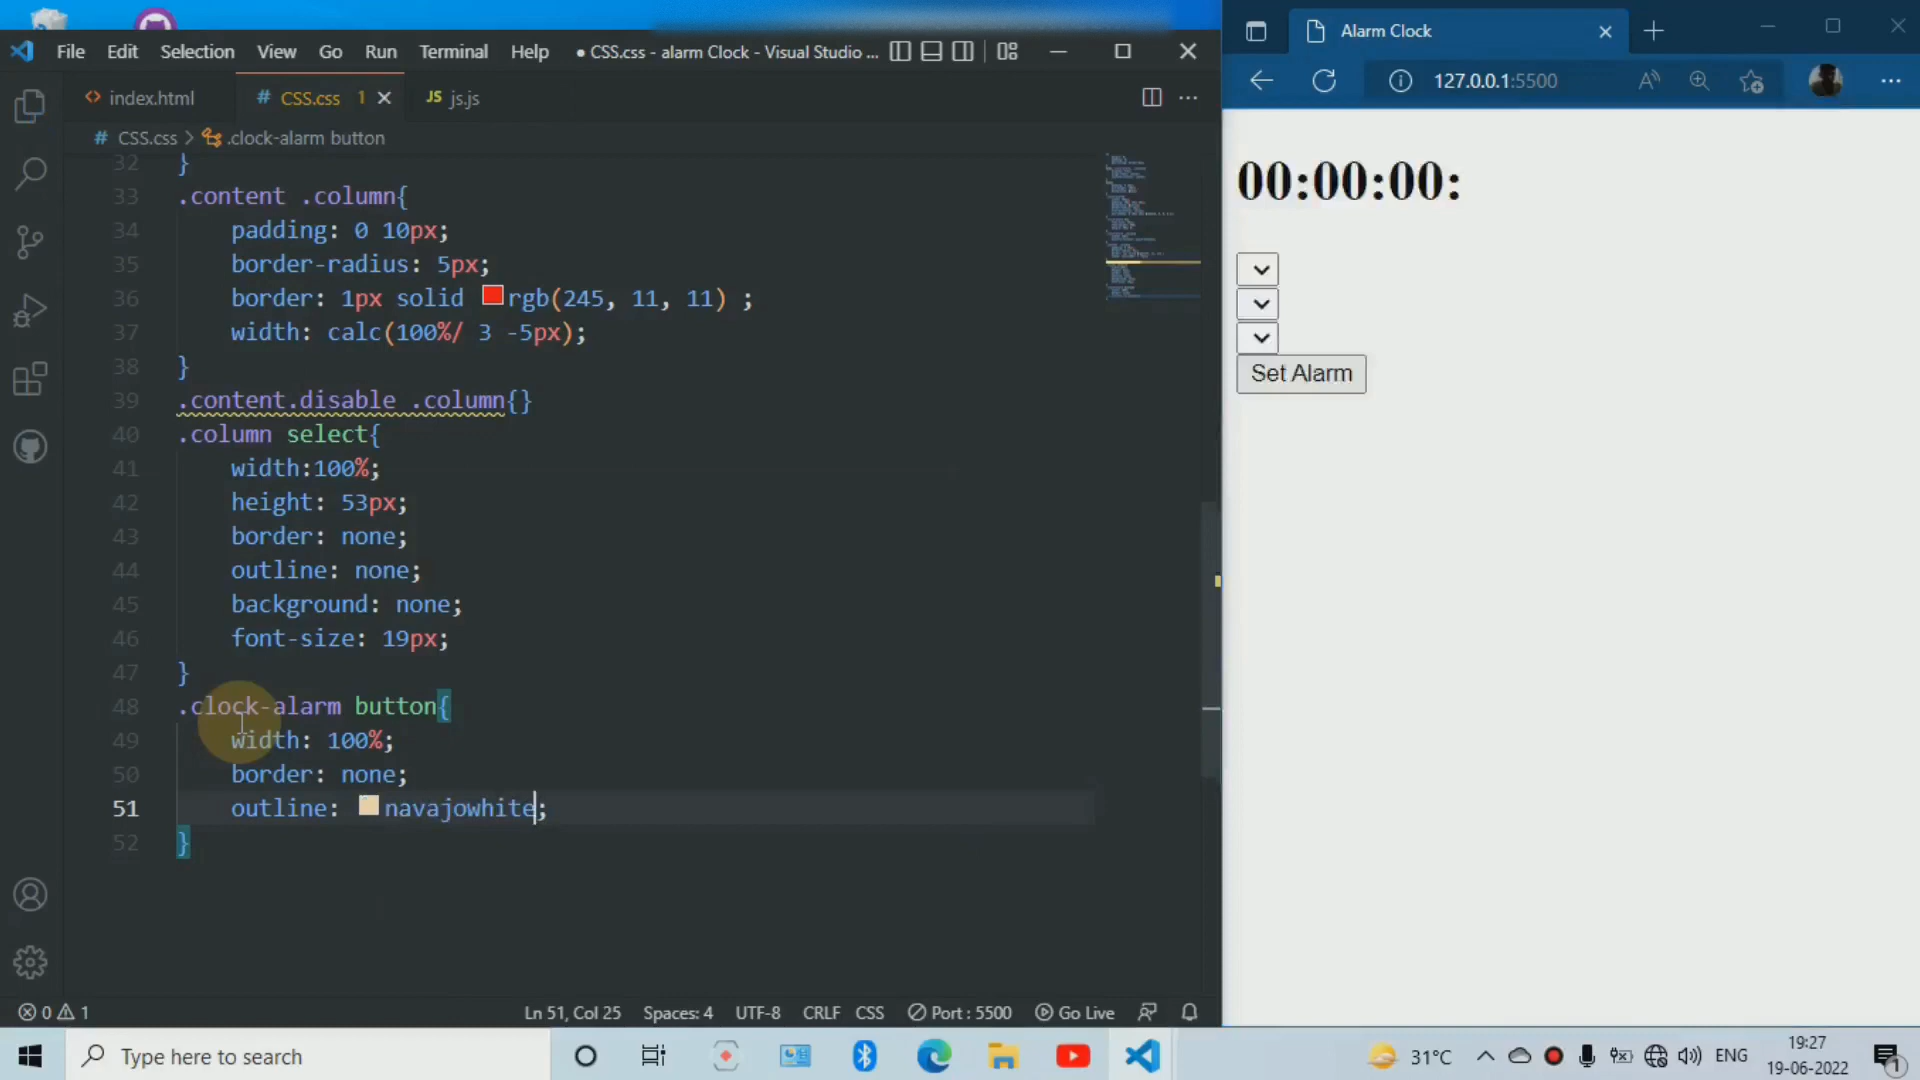 File Edit Selection View Go Run Terminal Help
● CSS.css - alarm Clock - Visual Studio ...
index.html
# CSS.css 1
JS js.js
# CSS.css > .clock-alarm button
32 }
33 .content .column{
34 padding: 0 10px;
35 border-radius: 5px;
36 border: 1px solid rgb(245, 11, 11) ;
37 width: calc(100%/ 3 -5px);
38 }
39 .content.disable .column{}
40 .column select{
41 width:100%;
42 height: 53px;
43 border: none;
44 outline: none;
45 background: none;
46 font-size: 19px;
47 }
48 .clock-alarm button{
49 width: 100%;
50 border: none;
51 outline: navajowhite;
52 }
0 1
Ln 51, Col 25 Spaces: 4 UTF-8 CRLF CSS Port : 5500 Go Live
Alarm Clock
127.0.0.1:5500
00:00:00:
Set Alarm
Type here to search
31°C
ENG
19:27
19-06-2022
1